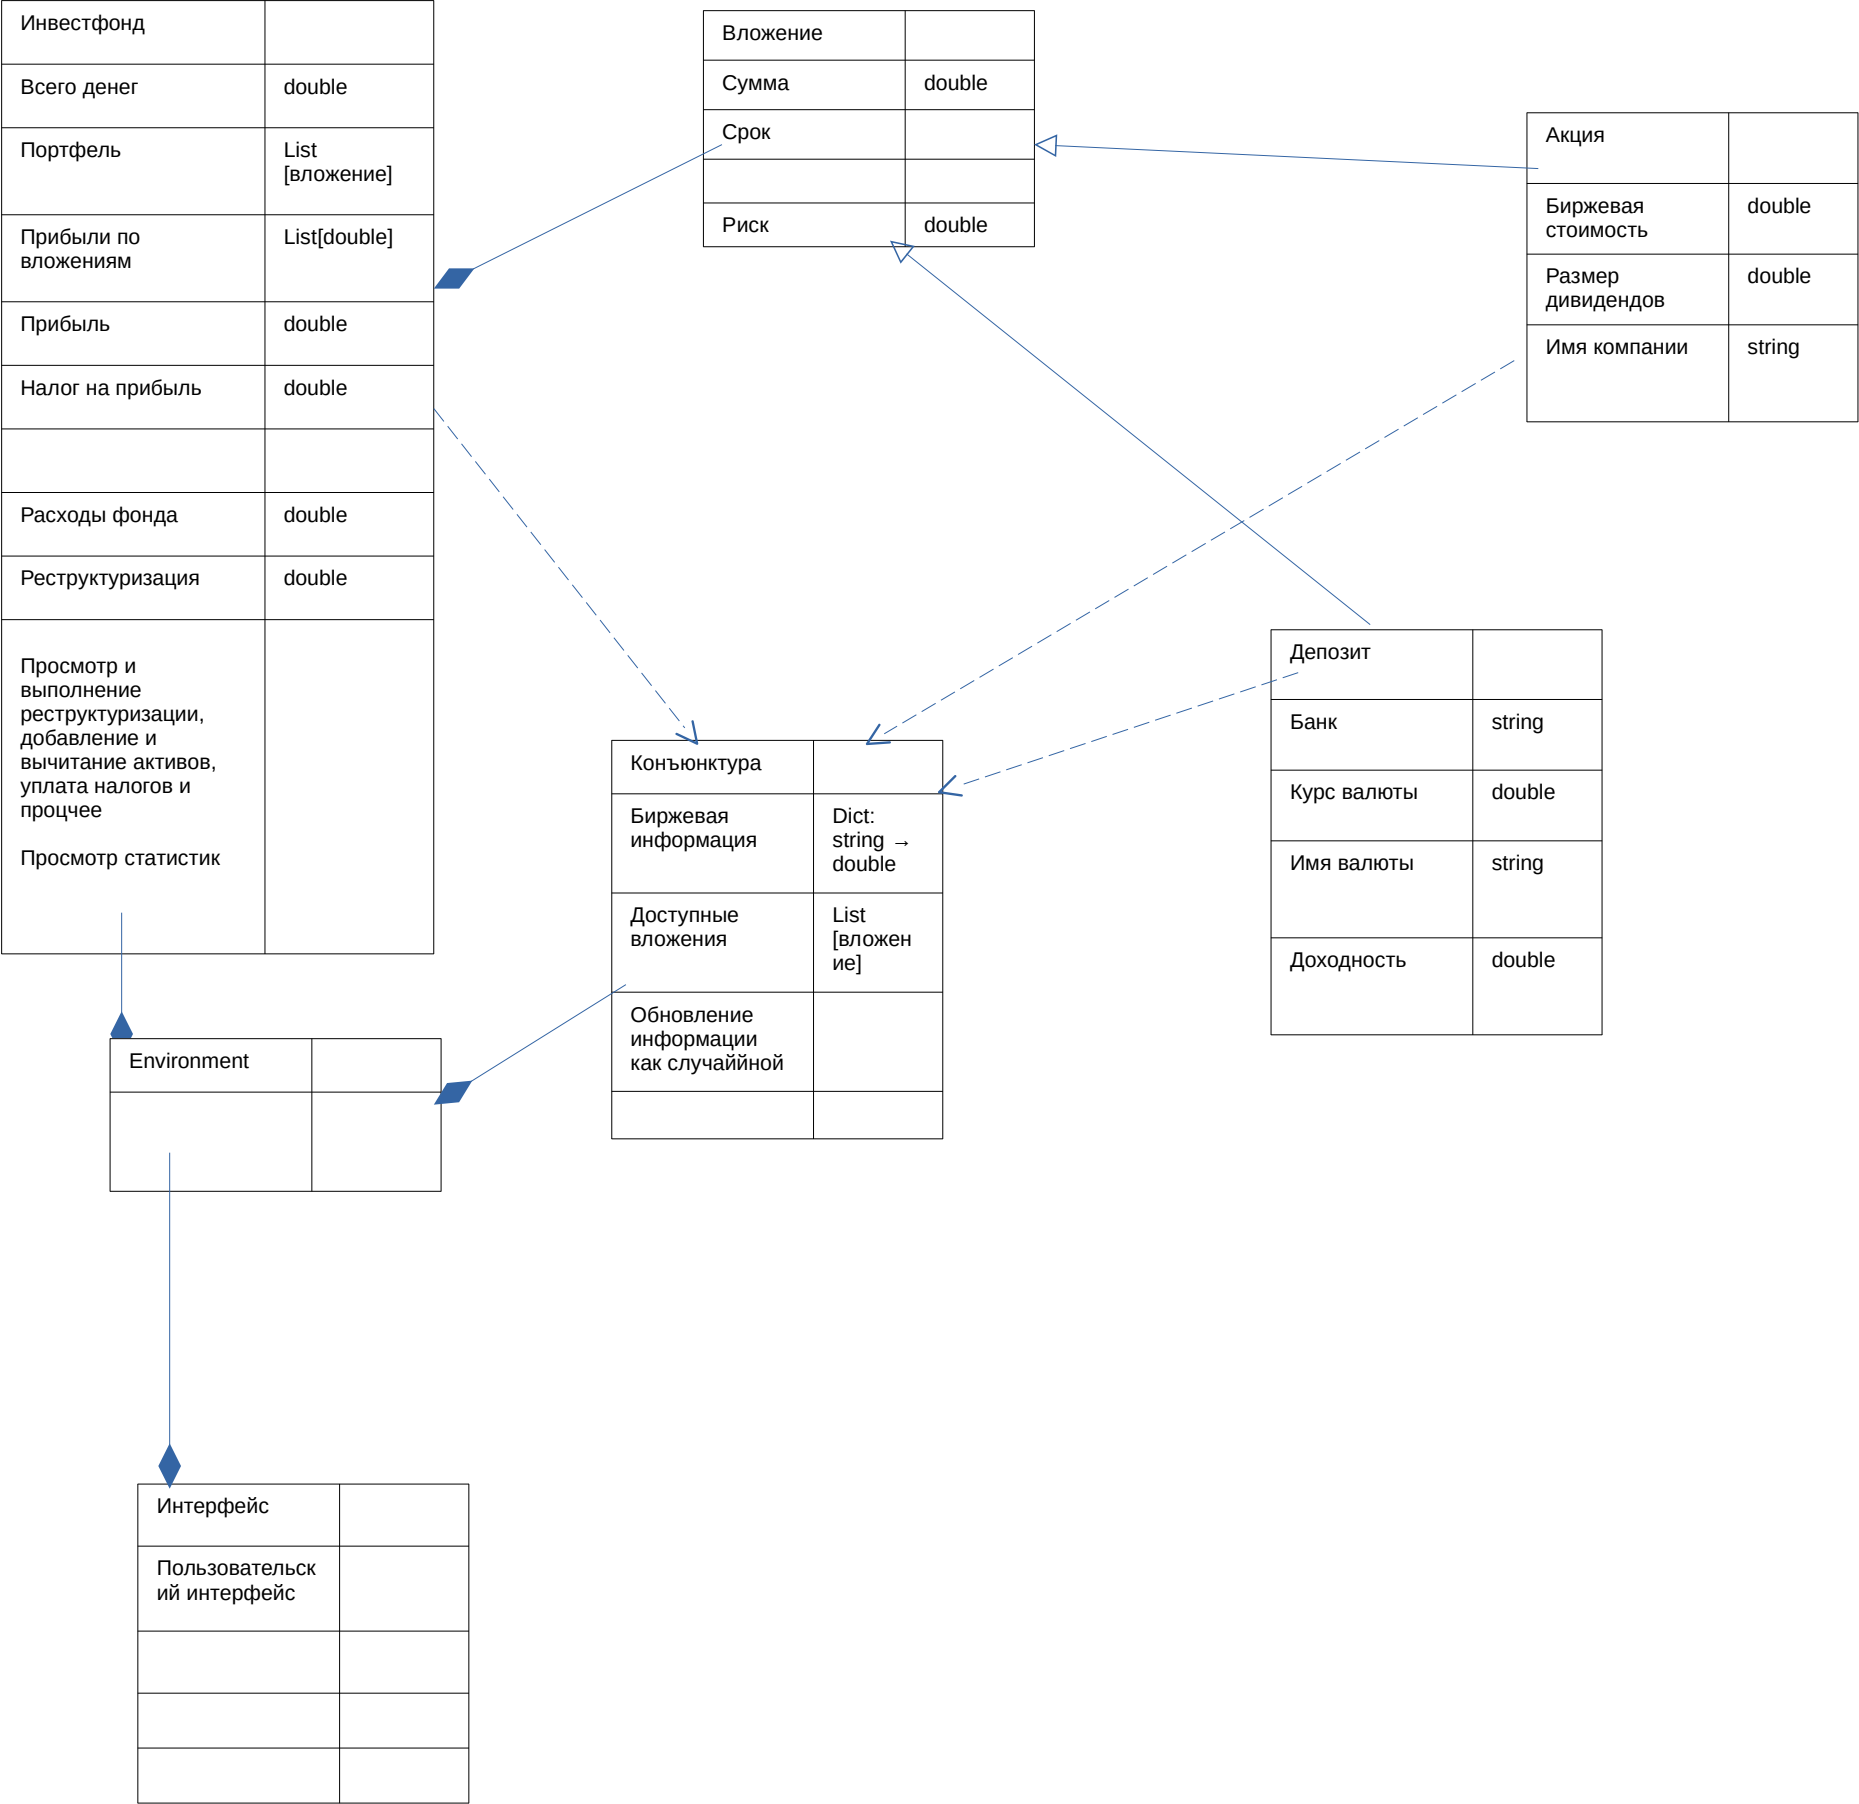 Инвестфонд
Всего денег
double
Портфель
List
[вложение]
Прибыли по
вложениям
List[double]
Прибыль
double
Налог на прибыль
double
Расходы фонда
double
Реструктуризация
double
Просмотр и
выполнение
реструктуризации,
добавление и
вычитание активов,
уплата налогов и
процчее
Просмотр статистик
Вложение
Сумма
double
Срок
Риск
double
Акция
Биржевая
стоимость
double
Размер
дивидендов
double
Имя компании
string
Депозит
Банк
string
Курс валюты
double
Имя валюты
string
Доходность
double
Конъюнктура
Биржевая
информация
Dict:
string →
double
Доступные
вложения
List
[вложен
ие]
Обновление
информации
как случаййной
Environment
Интерфейс
Пользовательск
ий интерфейс